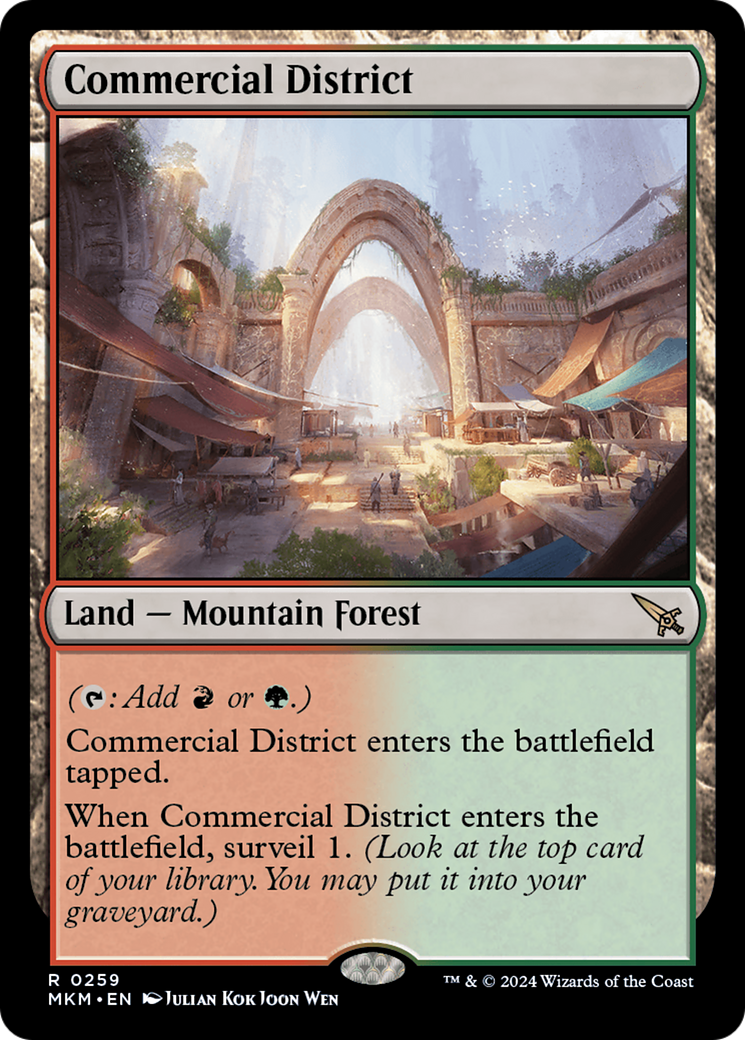 Commercial District
Land — Mountain Forest
(: Add or .)
Commercial District enters the battlefield
tapped.
When Commercial District enters the
battlefield, surveil 1. (Look at the top card
of your library. You may put it into your
graveyard.)
R 0259
™ & © 2024 Wizards of the Coast
MKM • EN Julian Kok Joon Wen